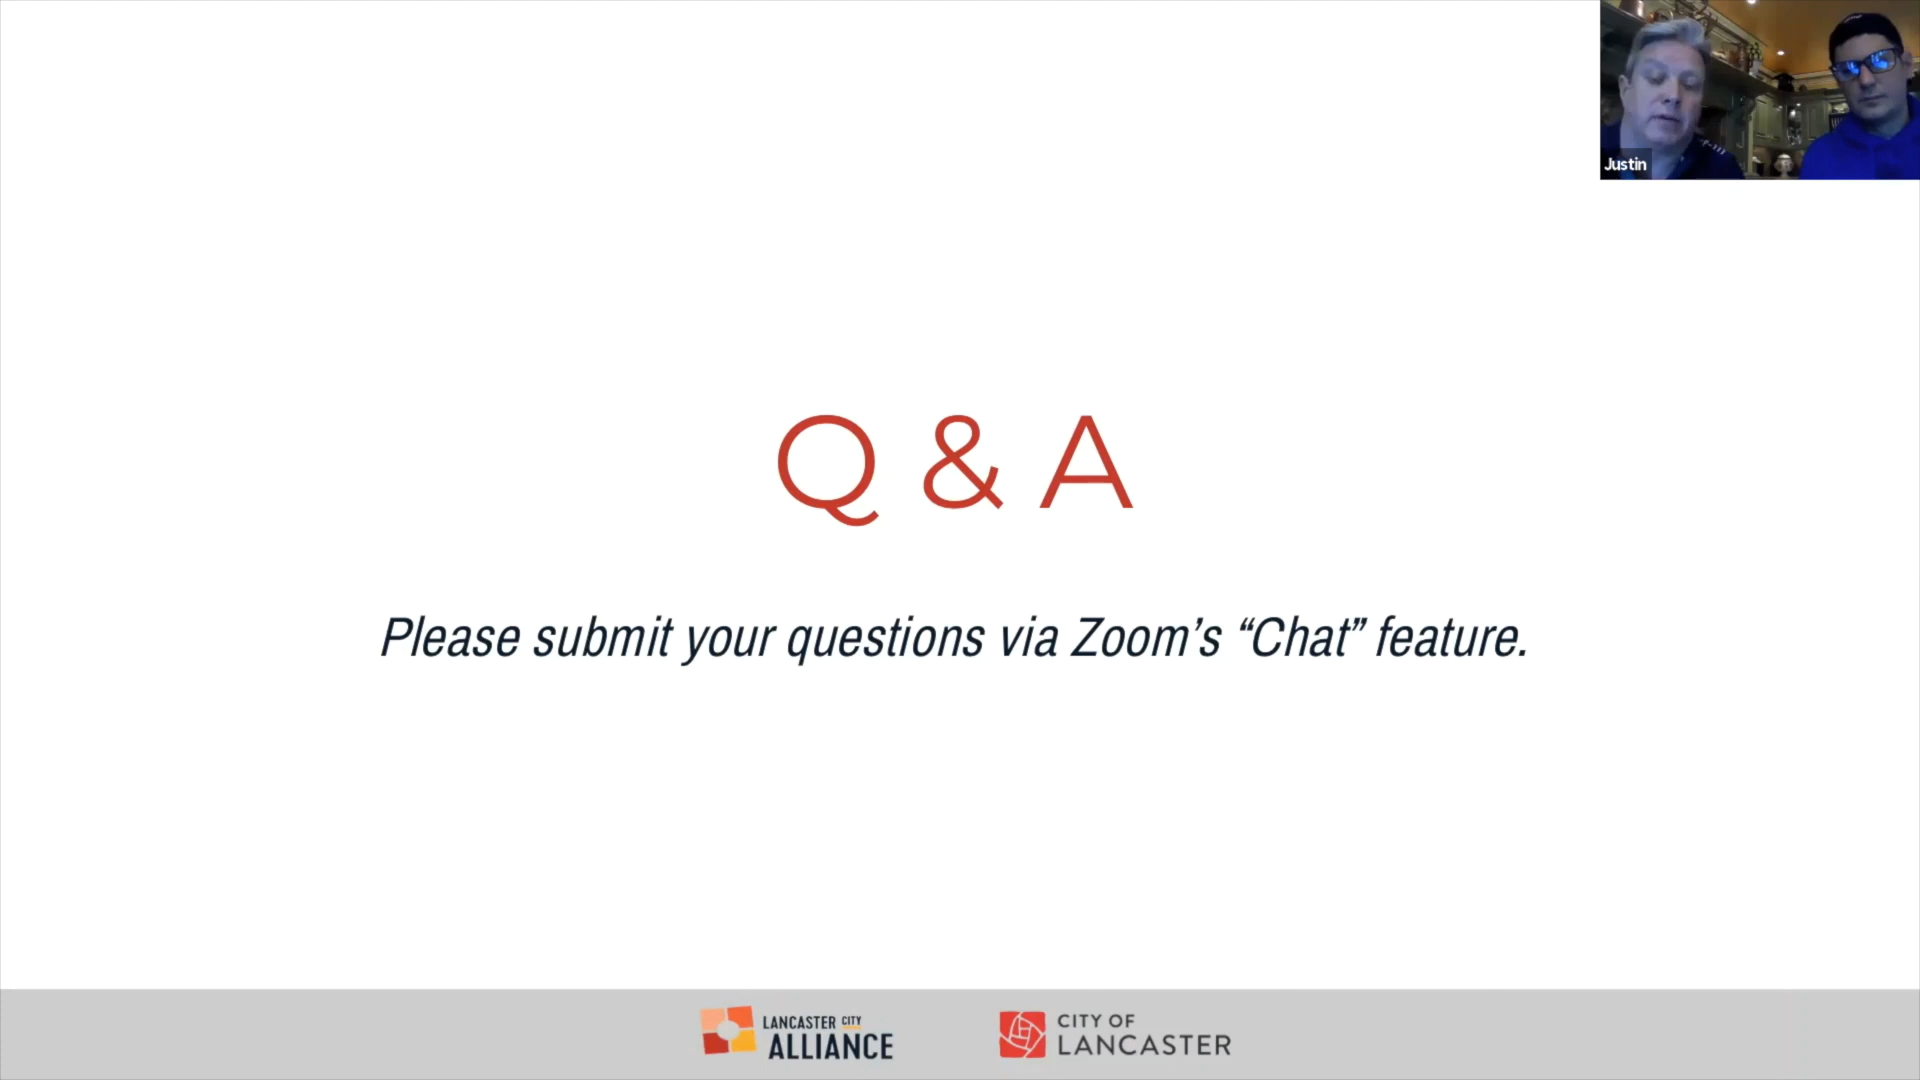 Justin
Q & A
Please submit your questions via Zoom’s “Chat” feature.
LANCASTER CITY
ALLIANCE
CITY OF
LANCASTER